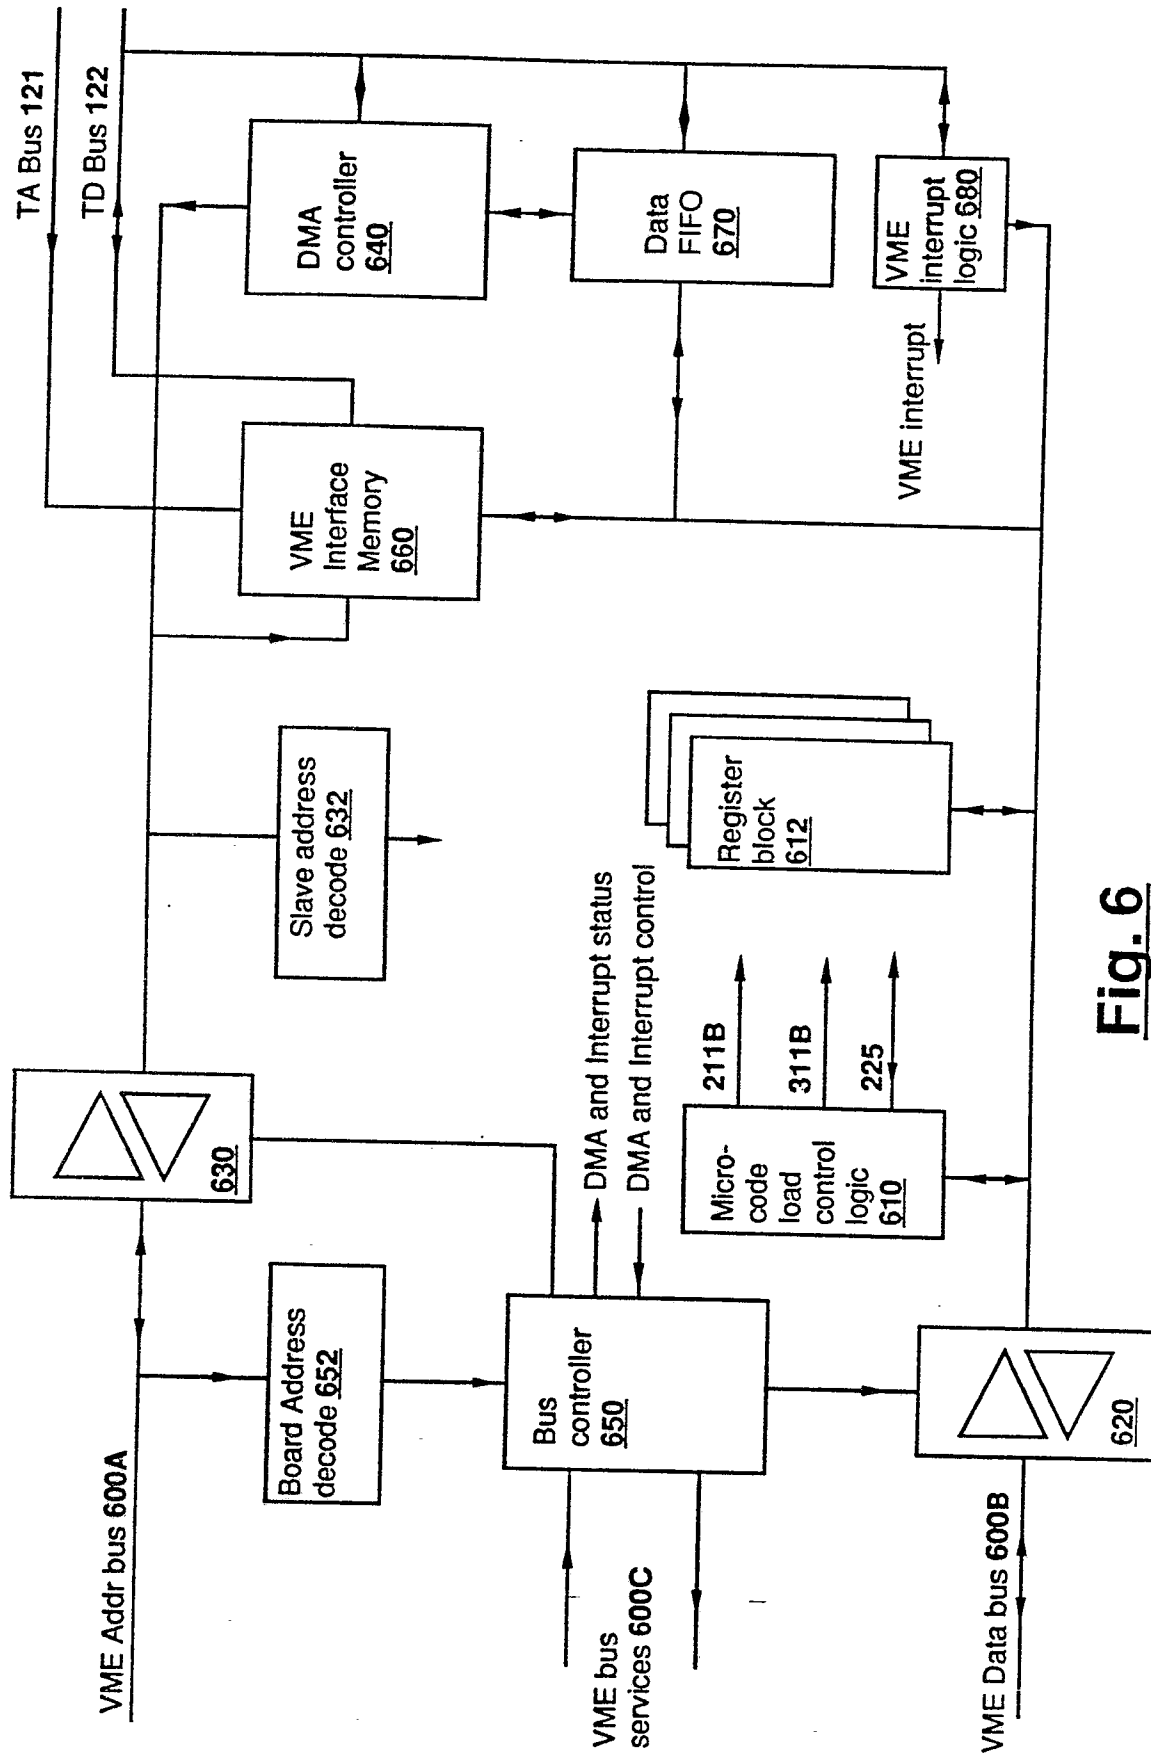 TA Bus 121
TD Bus 122
DMA
controller
640
Data
FIFO
670
VME
interrupt
logic 680
VME interrupt
VME
Interface
Memory
660
Slave address
decode 632
Register
block
612
DMA and Interrupt status
DMA and Interrupt control
211B
311B
225
Micro-
code
load
control
logic
610
630
Board Address
decode 652
Bus
controller
650
620
VME Addr bus 600A
VME bus
services 600C
VME Data bus 600B
Fig. 6